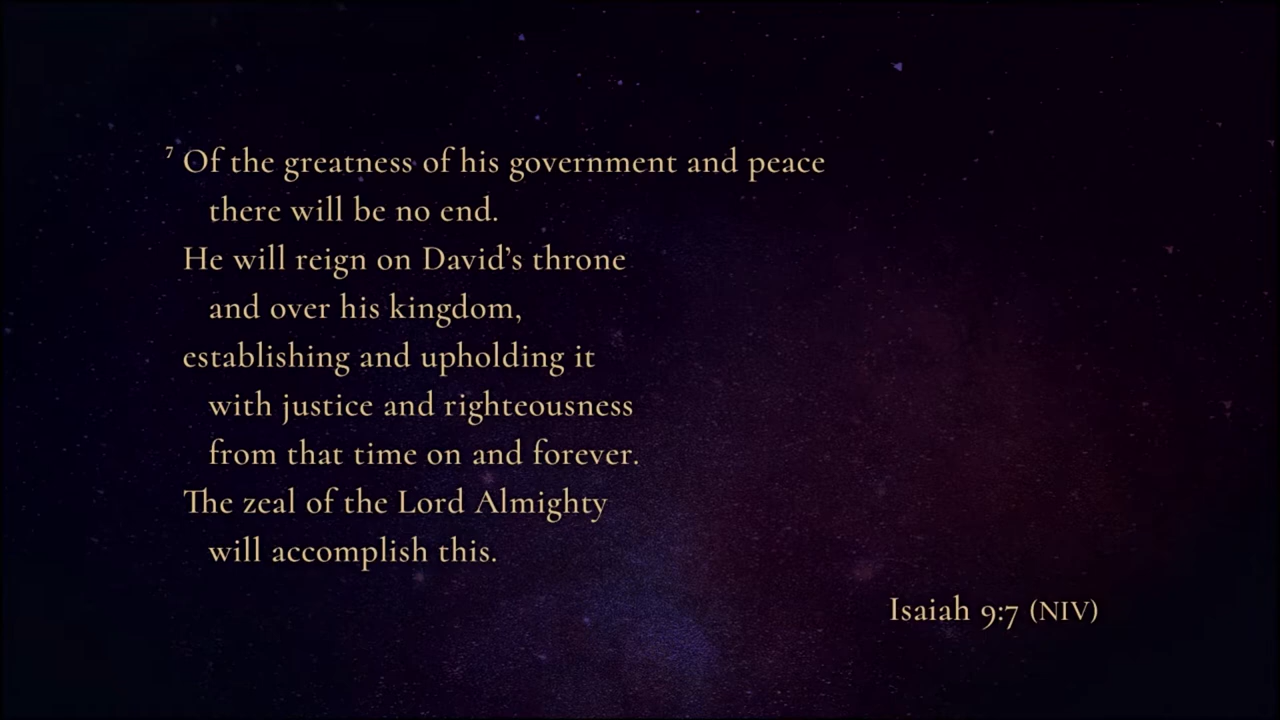 ⁷ Of the greatness of his government and peace
there will be no end.
He will reign on David’s throne
and over his kingdom,
establishing and upholding it
with justice and righteousness
from that time on and forever.
The zeal of the Lord Almighty
will accomplish this.
Isaiah 9:7 (NIV)